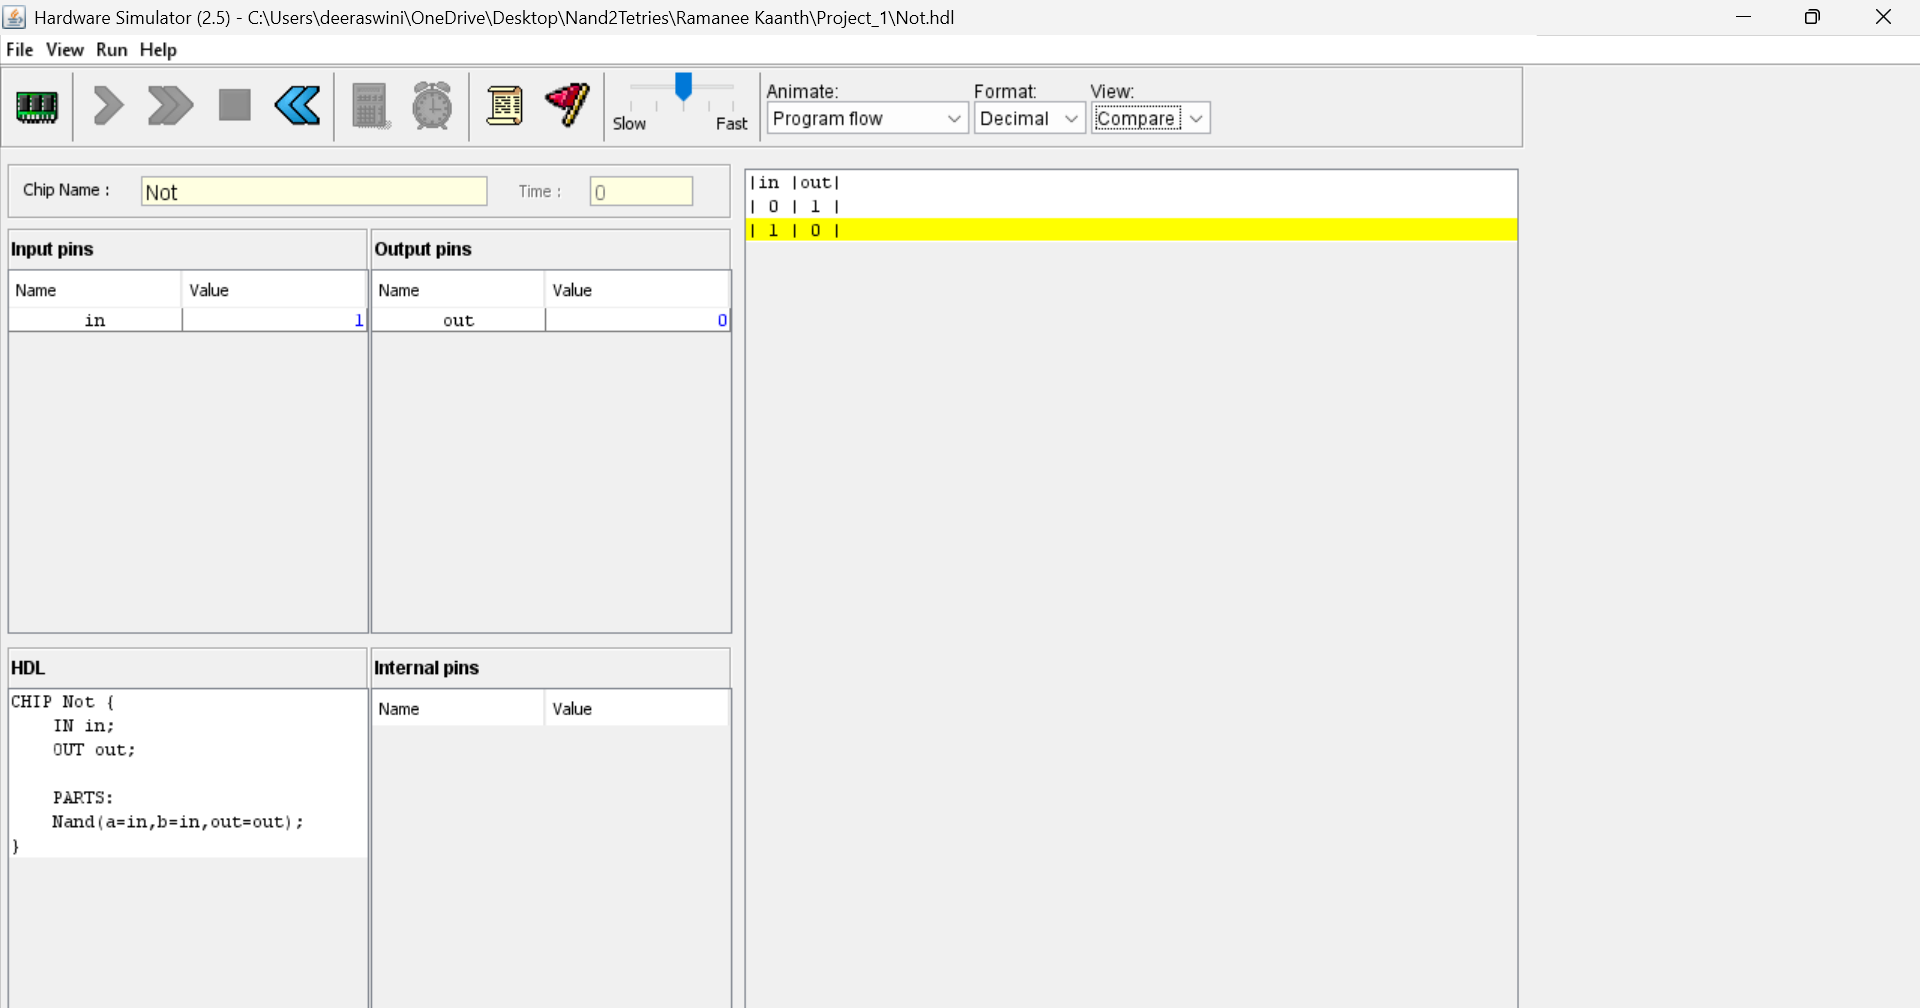 Hardware Simulator (2.5) - C:\Users\deeraswini\OneDrive\Desktop\Nand2Tetries\Ramanee Kaanth\Project_1\Not.hdl
File View Run Help
Slow Fast
Animate: Format: View:
Program flow Decimal Compare
Chip Name : Not Time : 0
Input pins
Name Value
in 1
Output pins
Name Value
out 0
|in |out|
| 0 | 1 |
| 1 | 0 |
HDL
CHIP Not {
    IN in;
    OUT out;

    PARTS:
    Nand(a=in,b=in,out=out);
}
Internal pins
Name Value